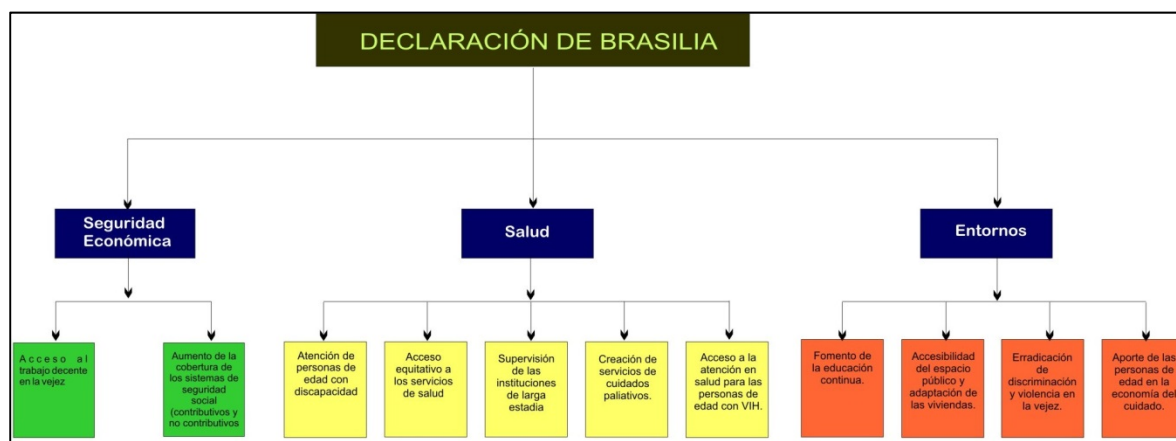 DECLARACIÓN DE BRASILIA
Seguridad
Económica
Salud
Entornos
Acceso al
trabajo decente
en la vejez
Aumento de la
cobertura de
los sistemas de
seguridad
social
(contributivos y
no contributivos
Atención de
personas de
edad con
discapacidad
Acceso
equitativo a
los servicios
de salud
Supervisión
de las
instituciones
de larga
estadia
Creación de
servicios de
cuidados
paliativos.
Acceso a la
atención en
salud para las
personas de
edad con VIH.
Fomento de
la educación
continua.
Accesibilidad
del espacio
público y
adaptación de
las viviendas.
Erradicación
de
discriminación
y violencia en
la vejez.
Aporte de las
personas de
edad en la
economía del
cuidado.